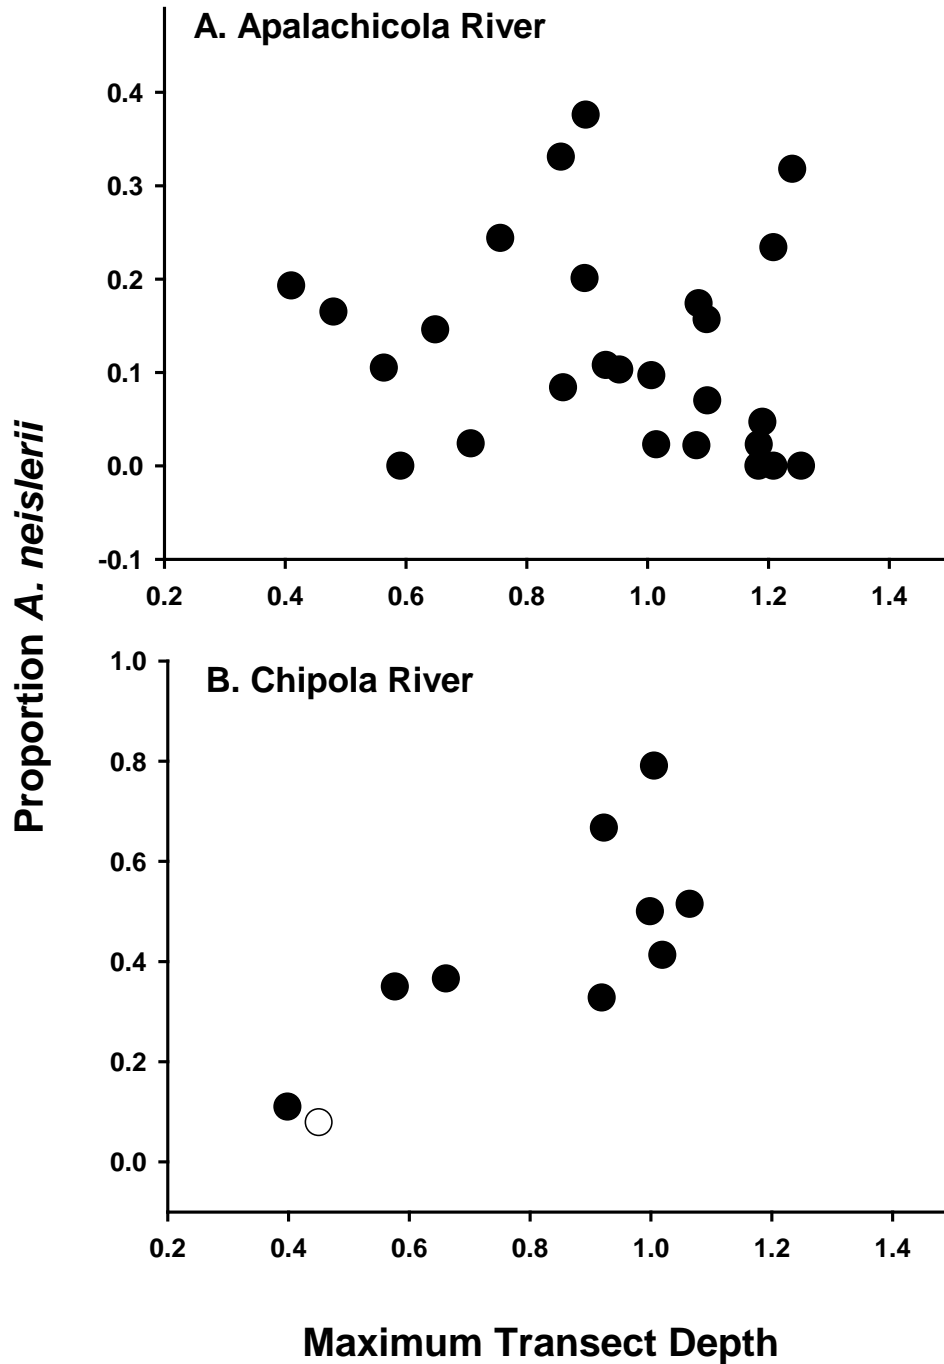 A. Apalachicola River
0.4
0.3
0.2
0.1
0.0
-0.1
0.2 0.4 0.6 0.8 1.0 1.2 1.4
Proportion A. neislerii
B. Chipola River
1.0
0.8
0.6
0.4
0.2
0.0
0.2 0.4 0.6 0.8 1.0 1.2 1.4
Maximum Transect Depth